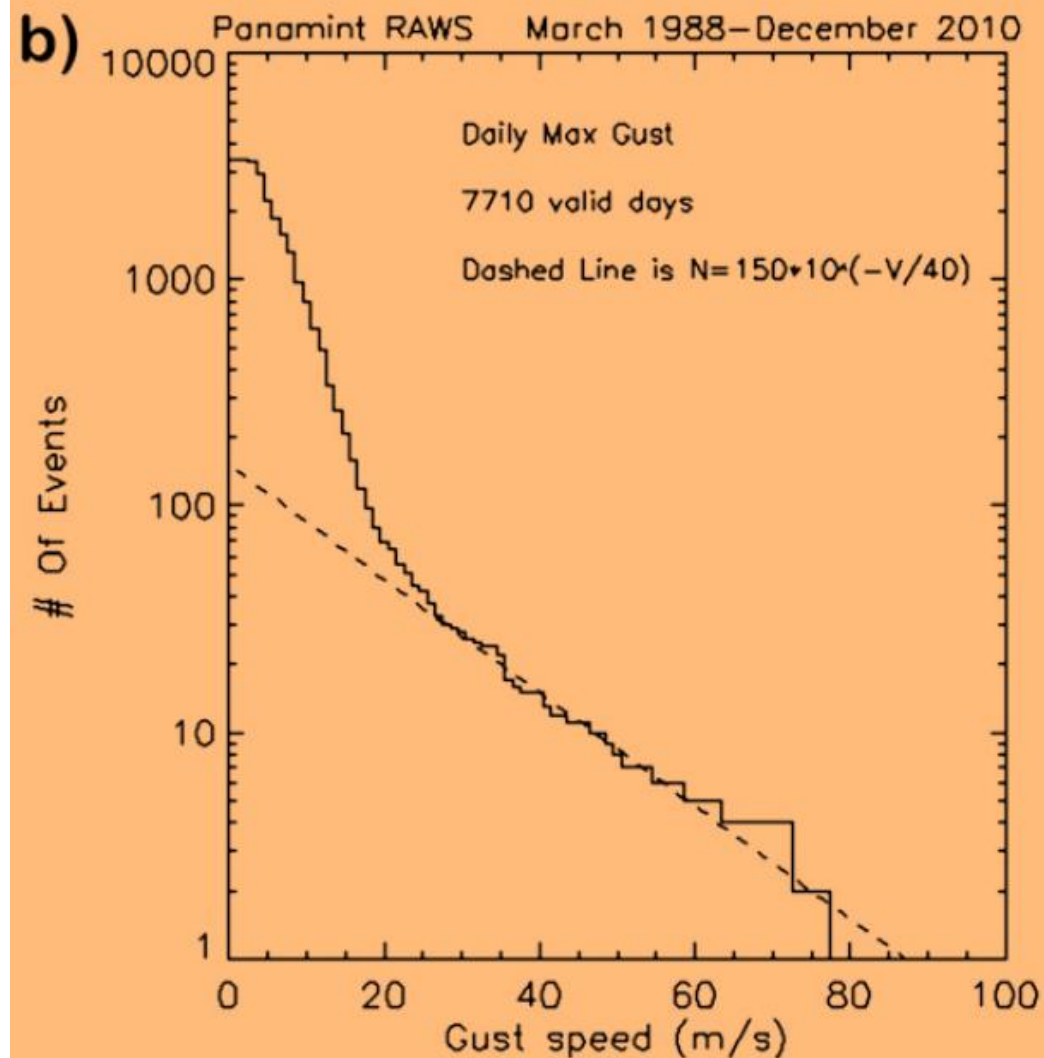 b)
Panamint RAWS March 1988-December 2010
10000
Daily Max Gust
7710 valid days
Dashed Line is N=150*10^(-V/40)
1000
100
10
1
# Of Events
0 20 40 60 80 100
Gust speed (m/s)